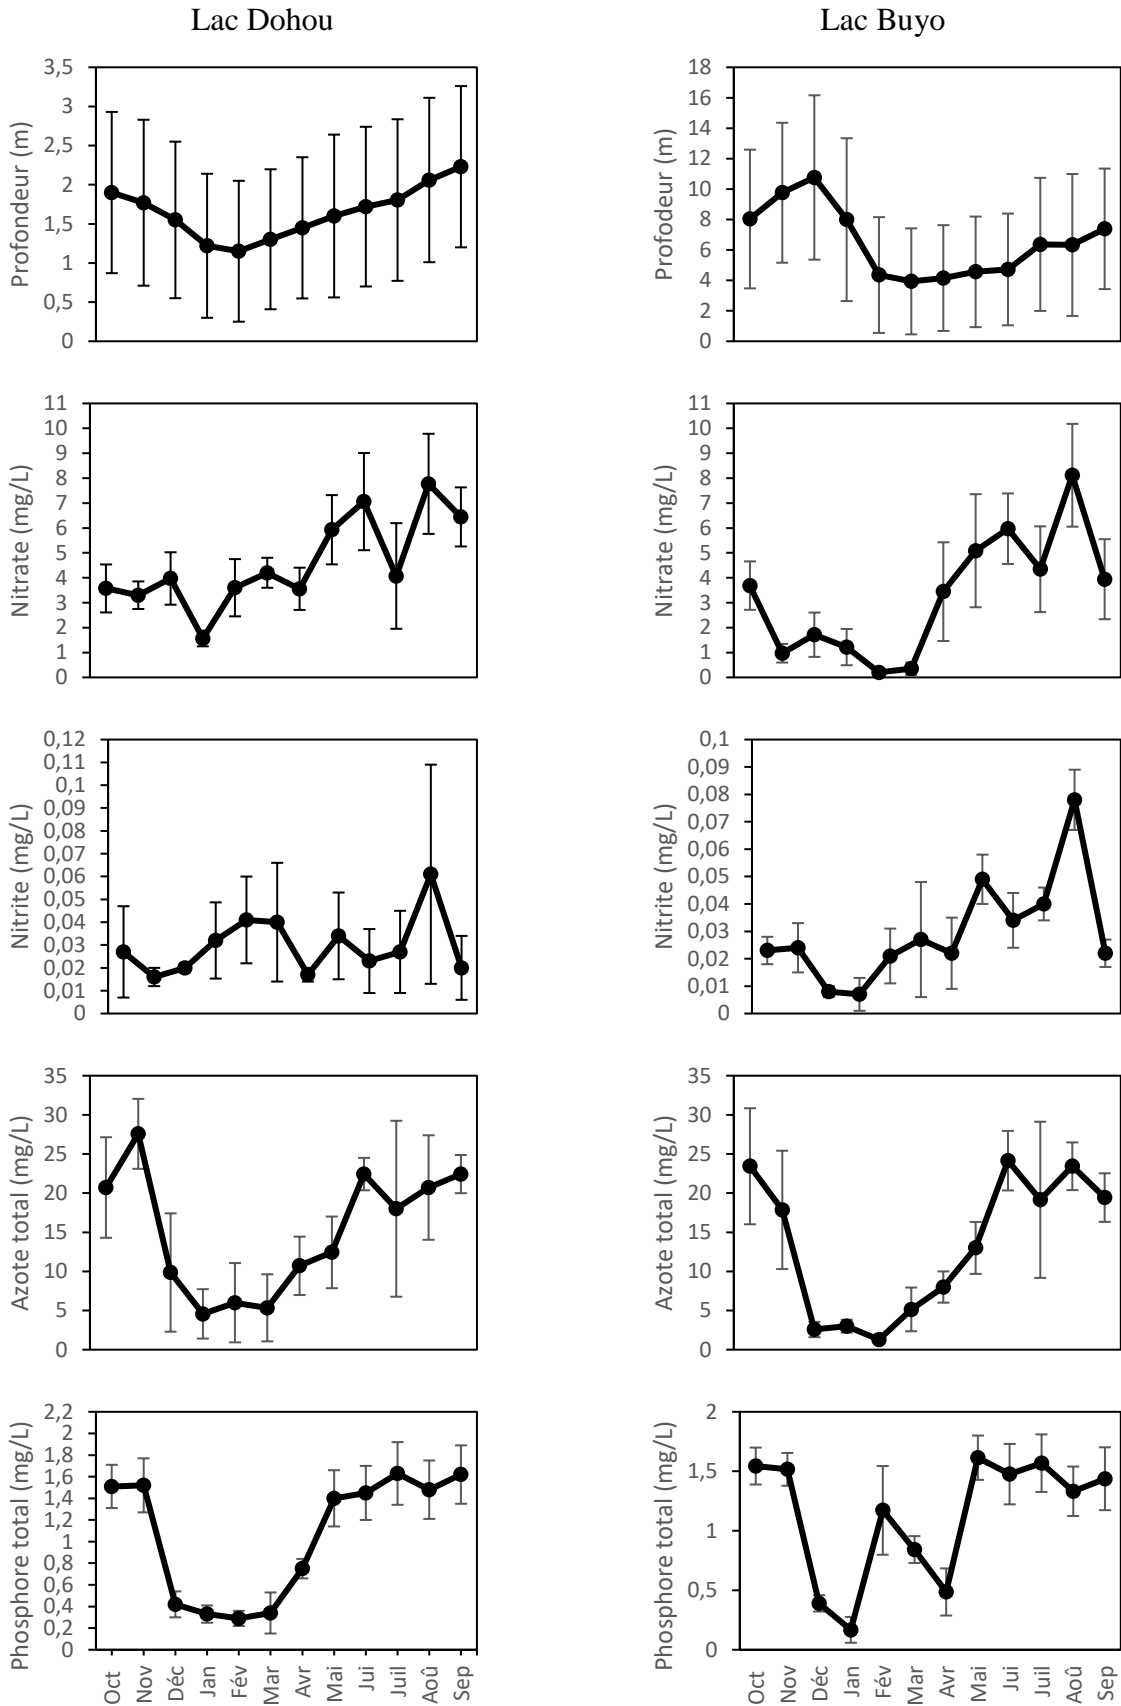 Lac Dohou
Lac Buyo
Profondeur (m)
3,5
3
2,5
2
1,5
1
0,5
0
Profodeur (m)
18
16
14
12
10
8
6
4
2
0
Nitrate (mg/L)
11
10
9
8
7
6
5
4
3
2
1
0
Nitrate (mg/L)
11
10
9
8
7
6
5
4
3
2
1
0
Nitrite (mg/L)
0,12
0,11
0,1
0,09
0,08
0,07
0,06
0,05
0,04
0,03
0,02
0,01
0
Nitrite (mg/L)
0,1
0,09
0,08
0,07
0,06
0,05
0,04
0,03
0,02
0,01
0
Azote total (mg/L)
35
30
25
20
15
10
5
0
Azote total (mg/L)
35
30
25
20
15
10
5
0
Phosphore total (mg/L)
2,2
2
1,8
1,6
1,4
1,2
1
0,8
0,6
0,4
0,2
0
Oct
Nov
Déc
Jan
Fév
Mar
Avr
Mai
Jui
Juil
Aoû
Sep
Phosphore total (mg/L)
2
1,5
1
0,5
0
Oct
Nov
Déc
Jan
Fév
Mar
Avr
Mai
Jui
Juil
Aoû
Sep